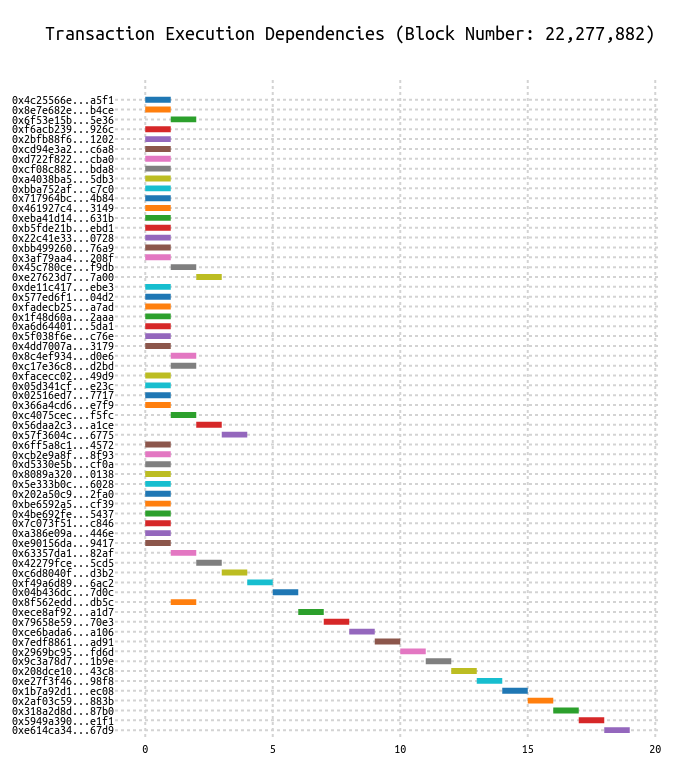 Transaction Execution Dependencies (Block Number: 22,277,882)
0x4c25566e...a5f1
0x8e7e682e...b4ce
0x6f53e15b...5e36
0xf6acb239...926c
0x2bfb88f6...1202
0xcd94e3a2...c6a8
0xd722f822...cba0
0xcf08c882...bda8
0xa4038ba5...5db3
0xbba752af...c7c0
0x717964bc...4b84
0x461927c4...3149
0xeba41d14...631b
0xb5fde21b...ebd1
0x22c41e33...0728
0xbb499260...76a9
0x3af79aa4...208f
0x45c780ce...f9db
0xe27623d7...7a00
0xde11c417...ebe3
0x577ed6f1...04d2
0xfadecb25...a7ad
0x1f48d60a...2aaa
0xa6d64401...5da1
0x5f038f6e...c76e
0x4dd7007a...3179
0x8c4ef934...d0e6
0xc17e36c8...d2bd
0xfacecc02...49d9
0x05d341cf...e23c
0x02516ed7...7717
0x366a4cd6...e7f9
0xc4075cec...f5fc
0x56daa2c3...a1ce
0x57f3604c...6775
0x6ff5a8c1...4572
0xcb2e9a8f...8f93
0xd5330e5b...cf0a
0x8089a320...0138
0x5e333b0c...6028
0x202a50c9...2fa0
0xbe6592a5...cf39
0x4be692fe...5437
0x7c073f51...c846
0xa386e09a...446e
0xe90156da...9417
0x63357da1...82af
0x42279fce...5cd5
0xc6d8040f...d3b2
0xf49a6d89...6ac2
0x04b436dc...7d0c
0x8f562edd...db5c
0xece8af92...a1d7
0x79658e59...70e3
0xce6bada6...a106
0x7edf8861...ad91
0x2969bc95...fd6d
0x9c3a78d7...1b9e
0x208dce10...43c8
0xe27f3f46...98f8
0x1b7a92d1...ec08
0x2af03c59...883b
0x318a2d8d...87b0
0x5949a390...e1f1
0xe614ca34...67d9
0 5 10 15 20